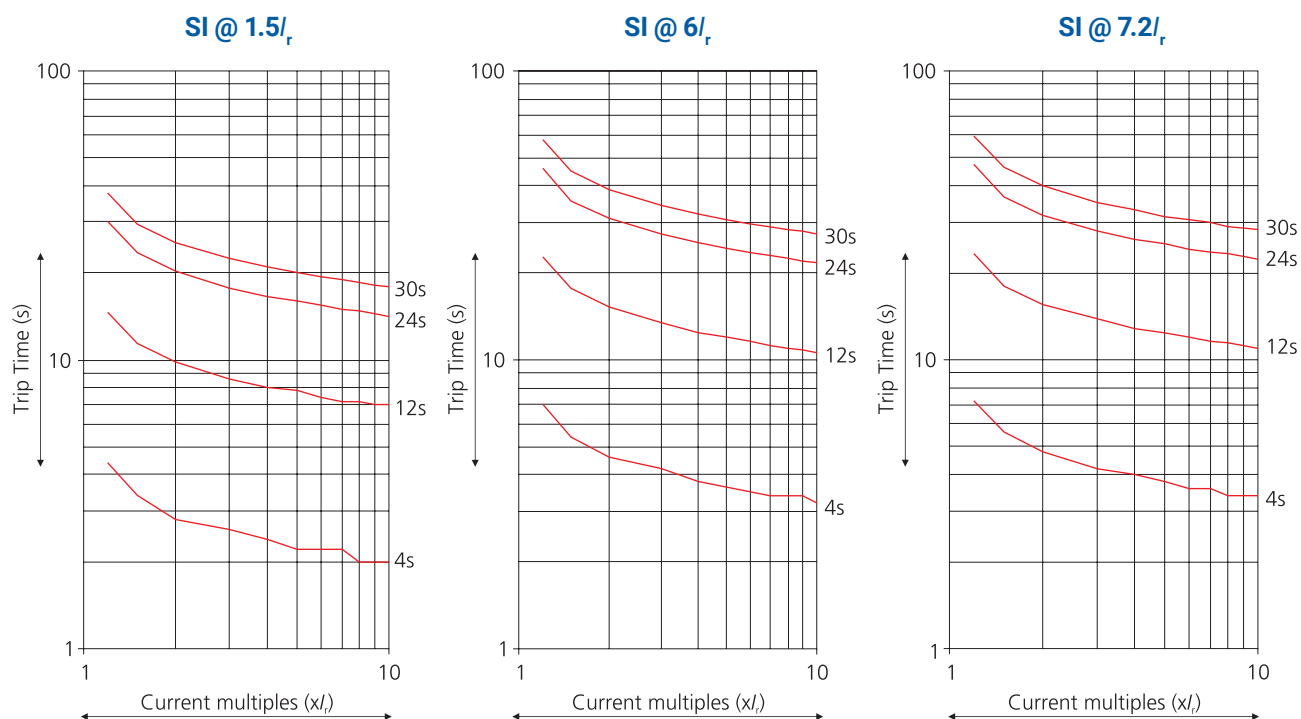 SI @ 1.5Ir
100
10
1
Trip Time (s)
30s
24s
12s
4s
1
10
Current multiples (xIr)
SI @ 6Ir
100
10
1
Trip Time (s)
30s
24s
12s
4s
1
10
Current multiples (xIr)
SI @ 7.2Ir
100
10
1
Trip Time (s)
30s
24s
12s
4s
1
10
Current multiples (xIr)